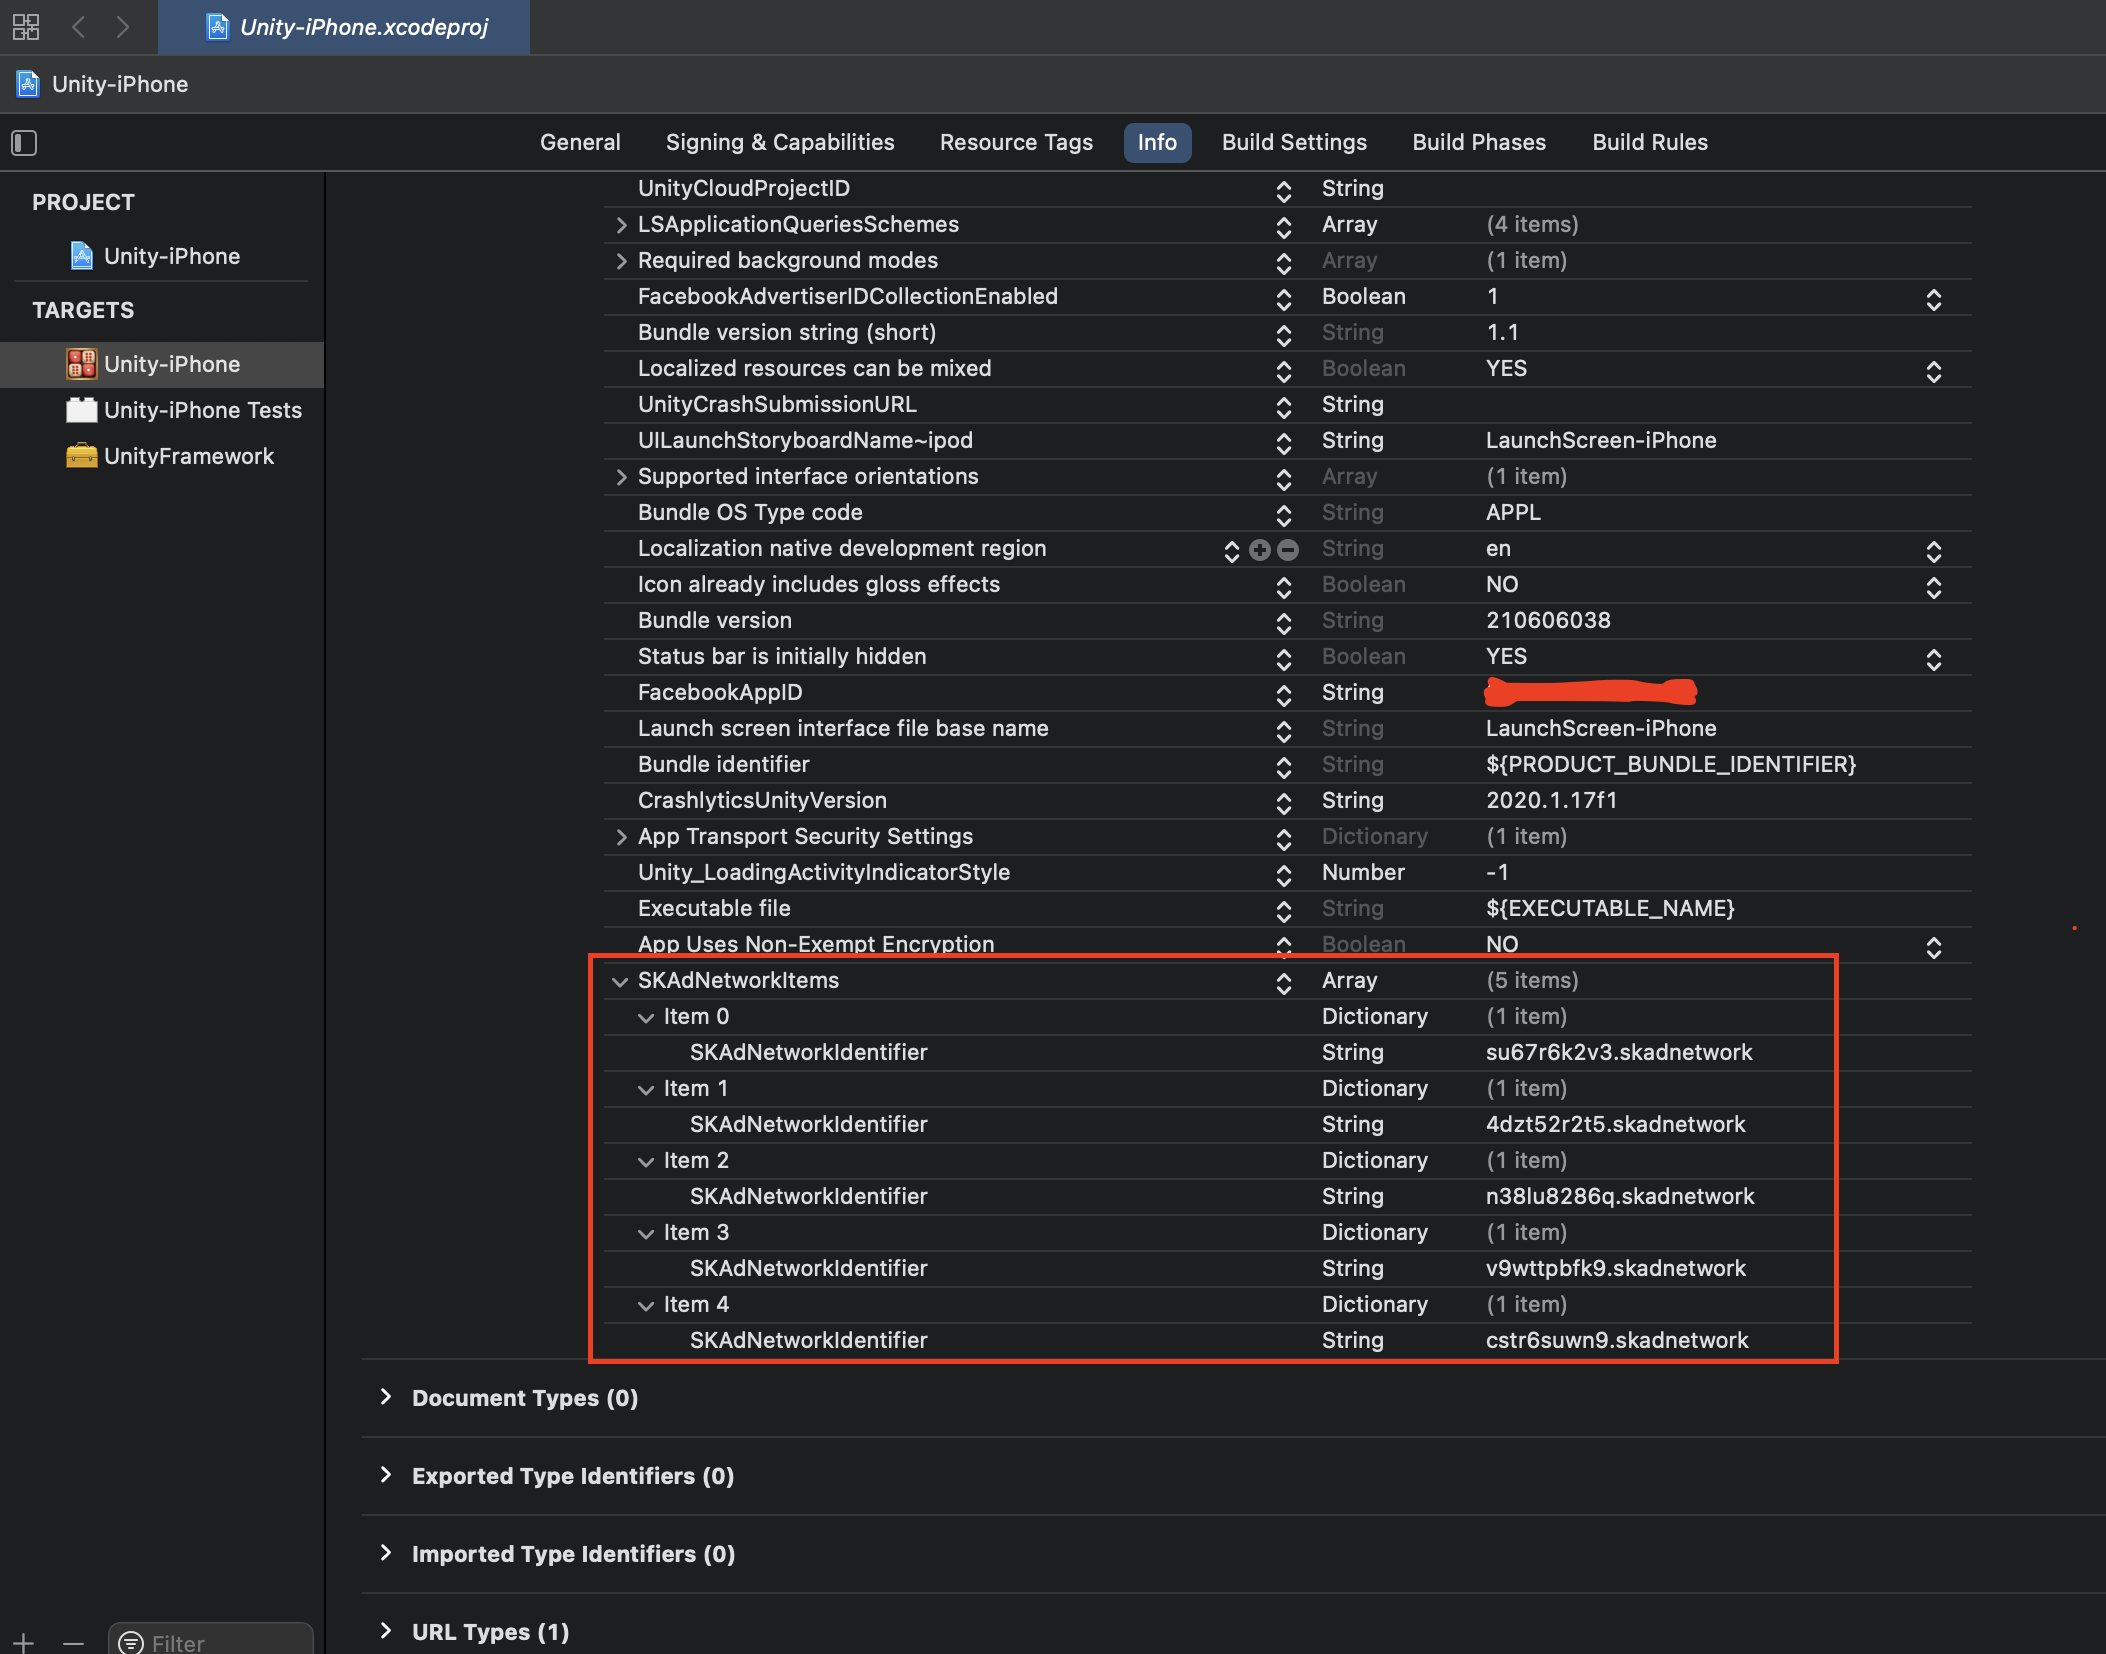 Unity-iPhone.xcodeproj
Unity-iPhone
General Signing & Capabilities Resource Tags Info Build Settings Build Phases Build Rules
PROJECT
Unity-iPhone
TARGETS
Unity-iPhone
Unity-iPhone Tests
UnityFramework
UnityCloudProjectID String
LSApplicationQueriesSchemes Array (4 items)
Required background modes Array (1 item)
FacebookAdvertiserIDCollectionEnabled Boolean 1
Bundle version string (short) String 1.1
Localized resources can be mixed Boolean YES
UnityCrashSubmissionURL String
UILaunchStoryboardName~ipod String LaunchScreen-iPhone
Supported interface orientations Array (1 item)
Bundle OS Type code String APPL
Localization native development region String en
Icon already includes gloss effects Boolean NO
Bundle version String 210606038
Status bar is initially hidden Boolean YES
FacebookAppID String
Launch screen interface file base name String LaunchScreen-iPhone
Bundle identifier String ${PRODUCT_BUNDLE_IDENTIFIER}
CrashlyticsUnityVersion String 2020.1.17f1
App Transport Security Settings Dictionary (1 item)
Unity_LoadingActivityIndicatorStyle Number -1
Executable file String ${EXECUTABLE_NAME}
App Uses Non-Exempt Encryption Boolean NO
SKAdNetworkItems Array (5 items)
Item 0 Dictionary (1 item)
SKAdNetworkIdentifier String su67r6k2v3.skadnetwork
Item 1 Dictionary (1 item)
SKAdNetworkIdentifier String 4dzt52r2t5.skadnetwork
Item 2 Dictionary (1 item)
SKAdNetworkIdentifier String n38lu8286q.skadnetwork
Item 3 Dictionary (1 item)
SKAdNetworkIdentifier String v9wttpbfk9.skadnetwork
Item 4 Dictionary (1 item)
SKAdNetworkIdentifier String cstr6suwn9.skadnetwork
Document Types (0)
Exported Type Identifiers (0)
Imported Type Identifiers (0)
URL Types (1)
Filter